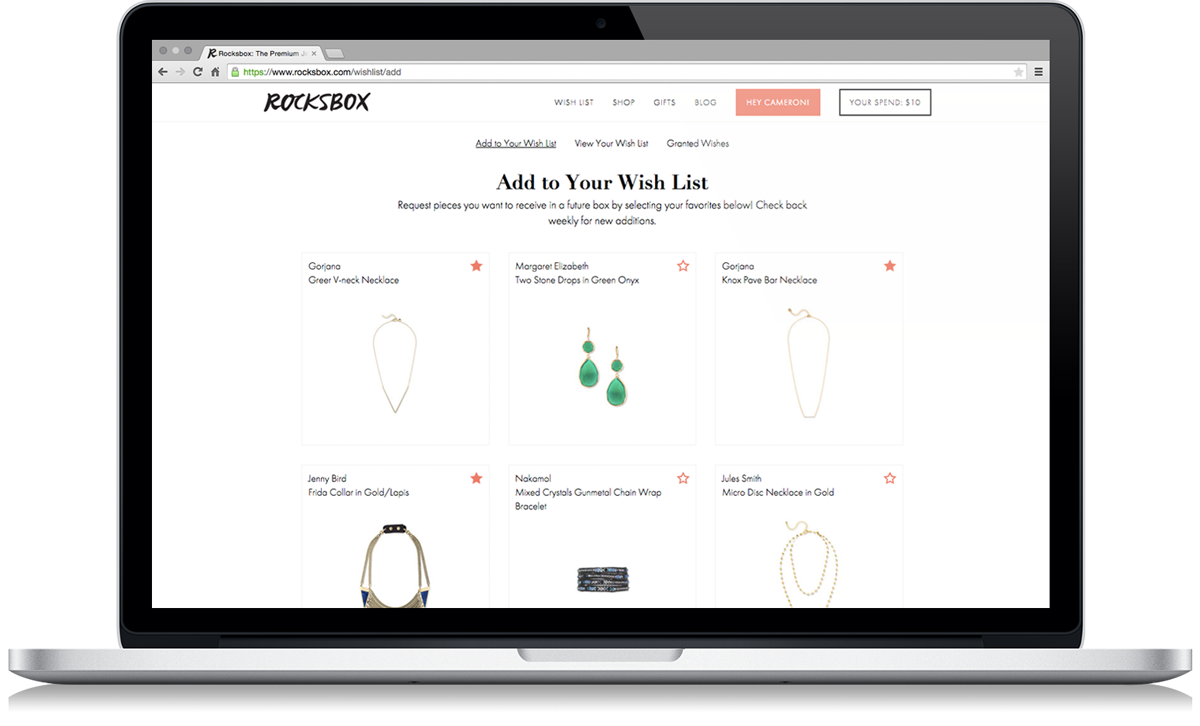 Rocksbox: The Premium J
https://www.rocksbox.com/wishlist/add
ROCKSBOX
WISH LIST SHOP GIFTS BLOG HEY CAMERON! YOUR SPEND: $10
Add to Your Wish List View Your Wish List Granted Wishes
Add to Your Wish List
Request pieces you want to receive in a future box by selecting your favorites below! Check back
weekly for new additions.
Gorjana
Greer V-neck Necklace
Margaret Elizabeth
Two Stone Drops in Green Onyx
Gorjana
Knox Pave Bar Necklace
Jenny Bird
Frida Collar in Gold/Lapis
Nakamol
Mixed Crystals Gunmetal Chain Wrap
Bracelet
Jules Smith
Micro Disc Necklace in Gold